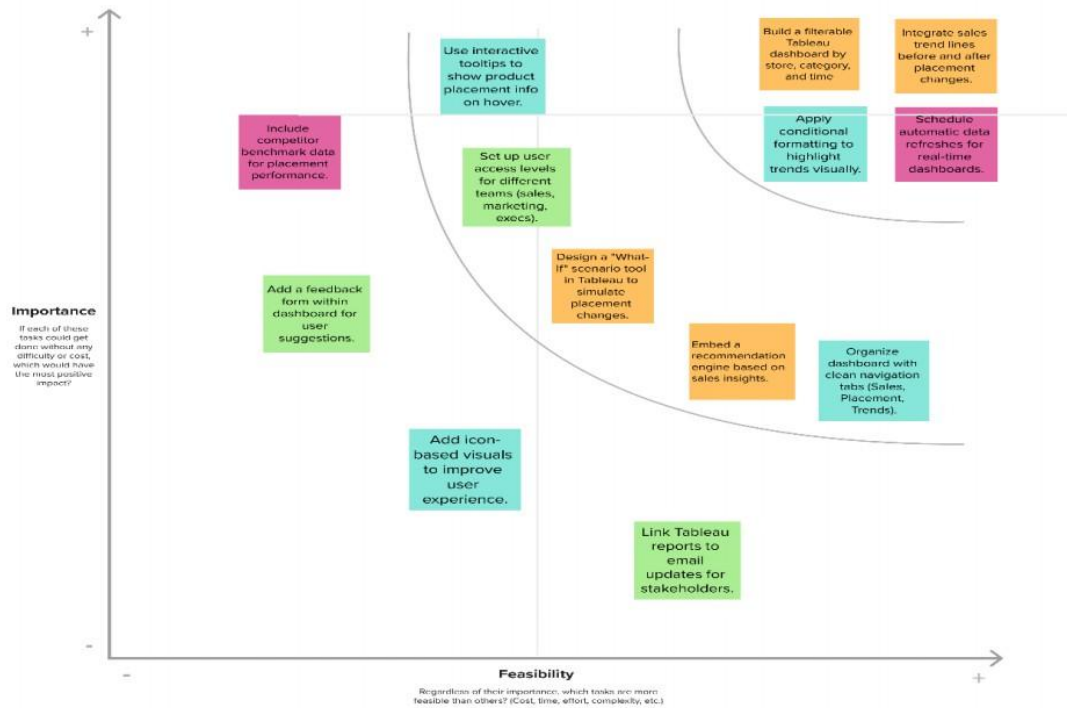 +
Use interactive
tooltips to
show product
placement info
on hover.
Build a filterable
Tableau
dashboard by
store, category,
and time
Integrate sales
trend lines
before and after
placement
changes.
Include
competitor
benchmark data
for placement
performance.
Set up user
access levels
for different
teams (sales,
marketing,
execs).
Apply
conditional
formatting to
highlight
trends visually.
Schedule
automatic data
refreshes for
real-time
dashboards.
Add a feedback
form within
dashboard for
user
suggestions.
Design a "What-
If" scenario tool
in Tableau to
simulate
placement
changes.
Importance
If each of these
tasks could get
done without any
difficulty or cost,
which would have
the most positive
impact?
Embed a
recommendation
engine based on
sales insights.
Organize
dashboard with
clean navigation
tabs (Sales,
Placement,
Trends).
Add icon-
based visuals
to improve
user
experience.
Link Tableau
reports to
email
updates for
stakeholders.
-
-
Feasibility
+
Regardless of their importance, which tasks are more
feasible than others? (Cost, time, effort, complexity, etc.)